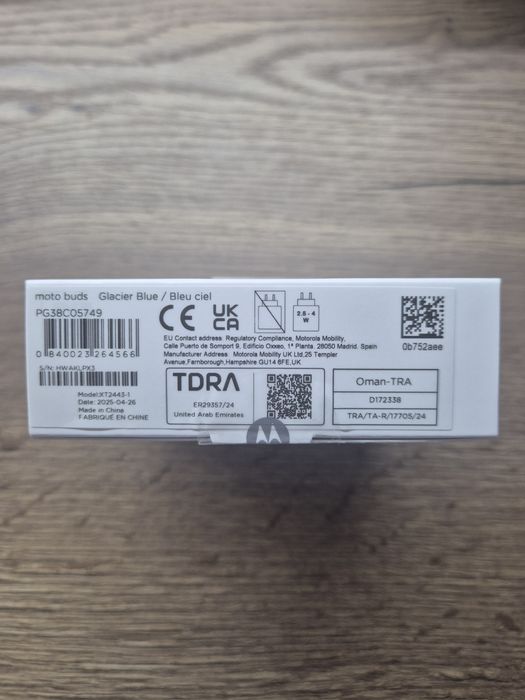 moto buds Glacier Blue / Bleu ciel
PG38C05749
0 840023 264566
S/N: HWAKLPX3
Model:XT2443-1
Date: 2025-04-26
Made in China
FABRIQUÉ EN CHINE
CE UK CA
2.8 - 4
W
EU Contact address: Regulatory Compliance, Motorola Mobility,
Calle Puerto de Somport 9, Edificio Oxxeo, 1ª Planta, 28050 Madrid. Spain
Manufacturer Address: Motorola Mobility UK Ltd,25 Templer
Avenue,Farnborough,Hampshire GU14 6FE,UK
TDRA
ER29357/24
United Arab Emirates
Oman-TRA
D172338
TRA/TA-R/17705/24
0b752aee